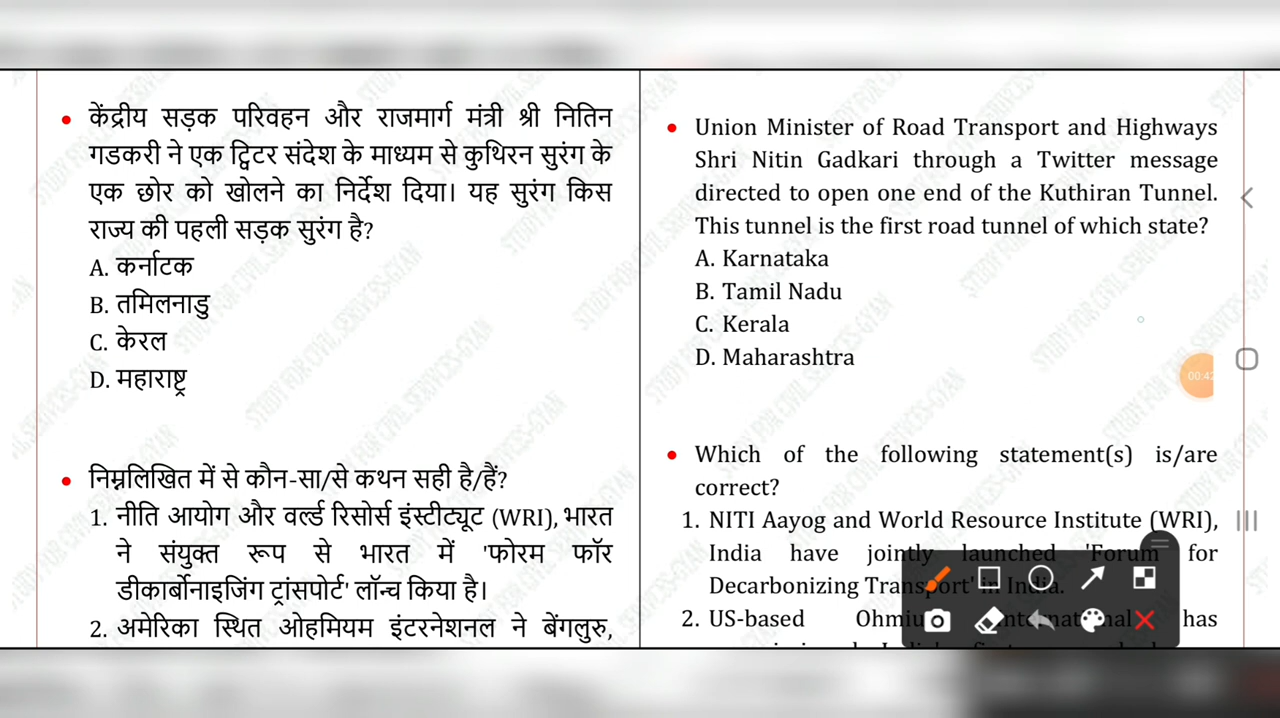 केंद्रीय सड़क परिवहन और राजमार्ग मंत्री श्री नितिन
गडकरी ने एक ट्विटर संदेश के माध्यम से कुथिरन सुरंग के
एक छोर को खोलने का निर्देश दिया। यह सुरंग किस
राज्य की पहली सड़क सुरंग है?
A. कर्नाटक
B. तमिलनाडु
C. केरल
D. महाराष्ट्र
निम्नलिखित में से कौन-सा/से कथन सही है/हैं?
1. नीति आयोग और वर्ल्ड रिसोर्स इंस्टीट्यूट (WRI), भारत
ने संयुक्त रूप से भारत में 'फोरम फॉर
डीकार्बोनाइजिंग ट्रांसपोर्ट' लॉन्च किया है।
2. अमेरिका स्थित ओहमियम इंटरनेशनल ने बेंगलुरु,
Union Minister of Road Transport and Highways
Shri Nitin Gadkari through a Twitter message
directed to open one end of the Kuthiran Tunnel.
This tunnel is the first road tunnel of which state?
A. Karnataka
B. Tamil Nadu
C. Kerala
D. Maharashtra
Which of the following statement(s) is/are
correct?
1. NITI Aayog and World Resource Institute (WRI),
India have jointly launched 'Forum for
Decarbonizing Transport' in India.
2. US-based has
STUDY FOR CIVIL SERVICES-GYAN